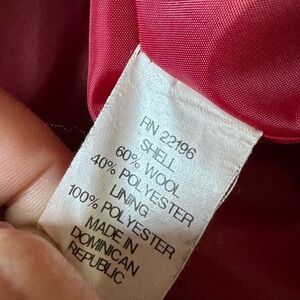 RN 22196
SHELL
60% WOOL
40% POLYESTER
LINING
100% POLYESTER
MADE IN
DOMINICAN
REPUBLIC